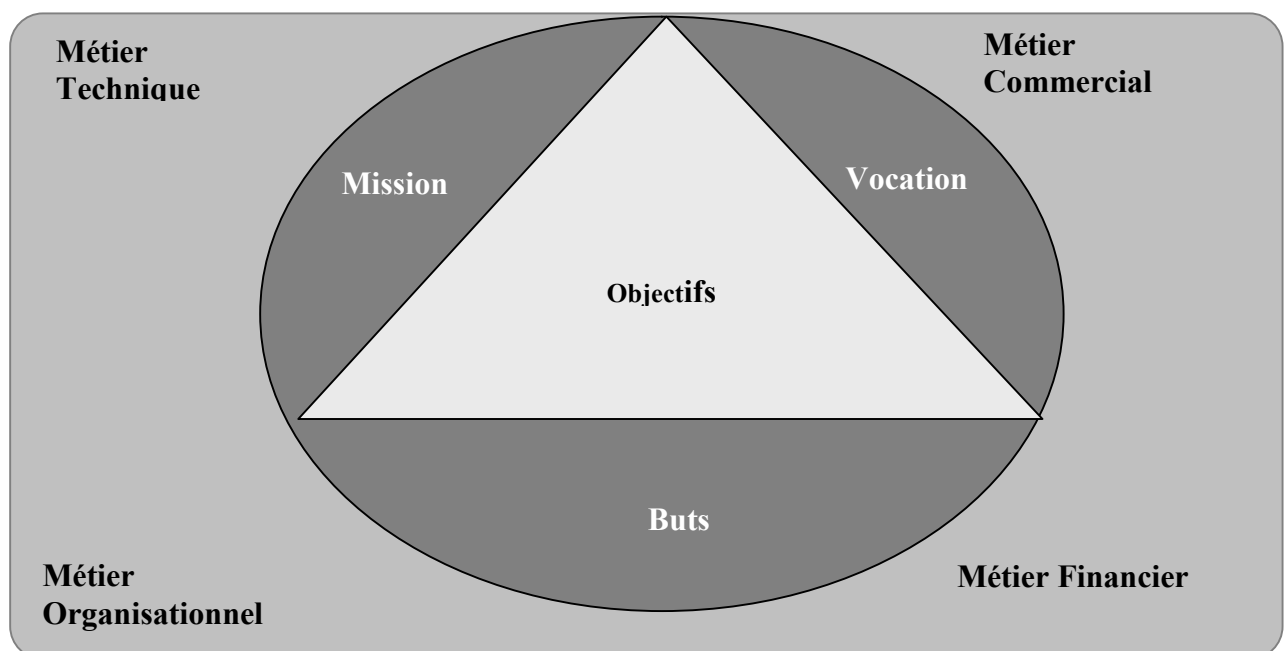 Métier
Technique
Métier
Commercial
Mission
Vocation
Objectifs
Buts
Métier
Organisationnel
Métier Financier